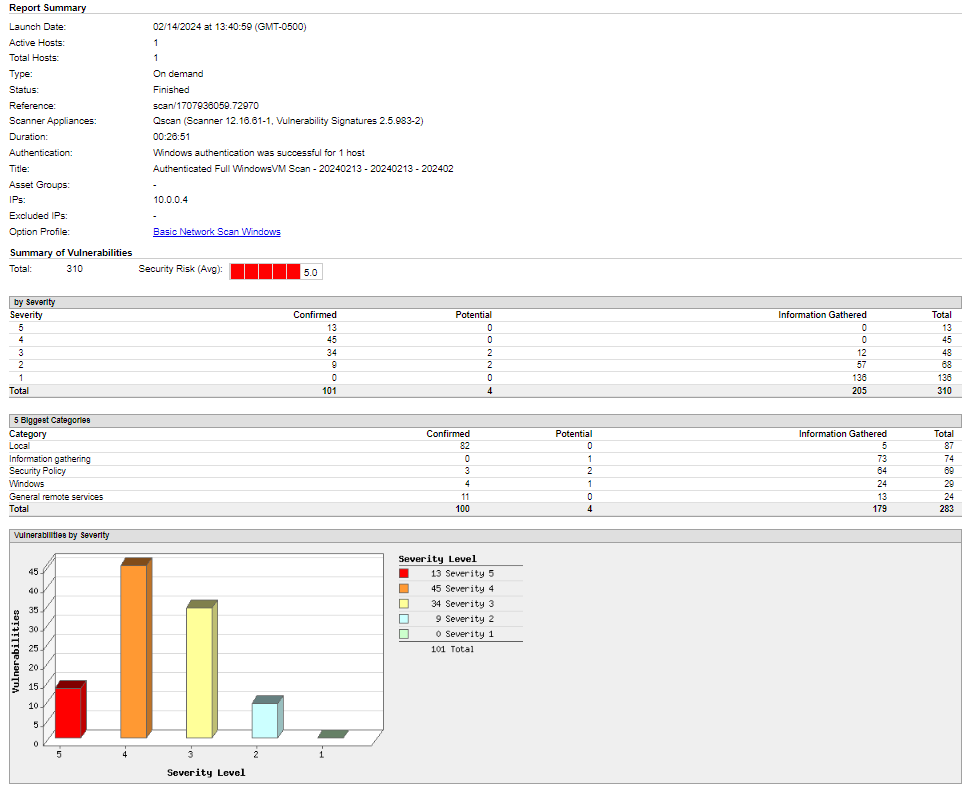 Report Summary
Launch Date: 02/14/2024 at 13:40:59 (GMT-0500)
Active Hosts: 1
Total Hosts: 1
Type: On demand
Status: Finished
Reference: scan/1707936059.72970
Scanner Appliances: Qscan (Scanner 12.16.61-1, Vulnerability Signatures 2.5.983-2)
Duration: 00:26:51
Authentication: Windows authentication was successful for 1 host
Title: Authenticated Full WindowsVM Scan - 20240213 - 20240213 - 202402
Asset Groups: -
IPs: 10.0.0.4
Excluded IPs: -
Option Profile: Basic Network Scan Windows
Summary of Vulnerabilities
Total: 310 Security Risk (Avg): 5.0
by Severity
Severity Confirmed Potential Information Gathered Total
5 13 0 0 13
4 45 0 0 45
3 34 2 12 48
2 9 2 57 68
1 0 0 136 136
Total 101 4 205 310
5 Biggest Categories
Category Confirmed Potential Information Gathered Total
Local 82 0 5 87
Information gathering 0 1 73 74
Security Policy 3 2 64 69
Windows 4 1 24 29
General remote services 11 0 13 24
Total 100 4 179 283
Vulnerabilities by Severity
Vulnerabilities
45
40
35
30
25
20
15
10
5
0
5 4 3 2 1
Severity Level
Severity Level
13 Severity 5
45 Severity 4
34 Severity 3
9 Severity 2
0 Severity 1
101 Total